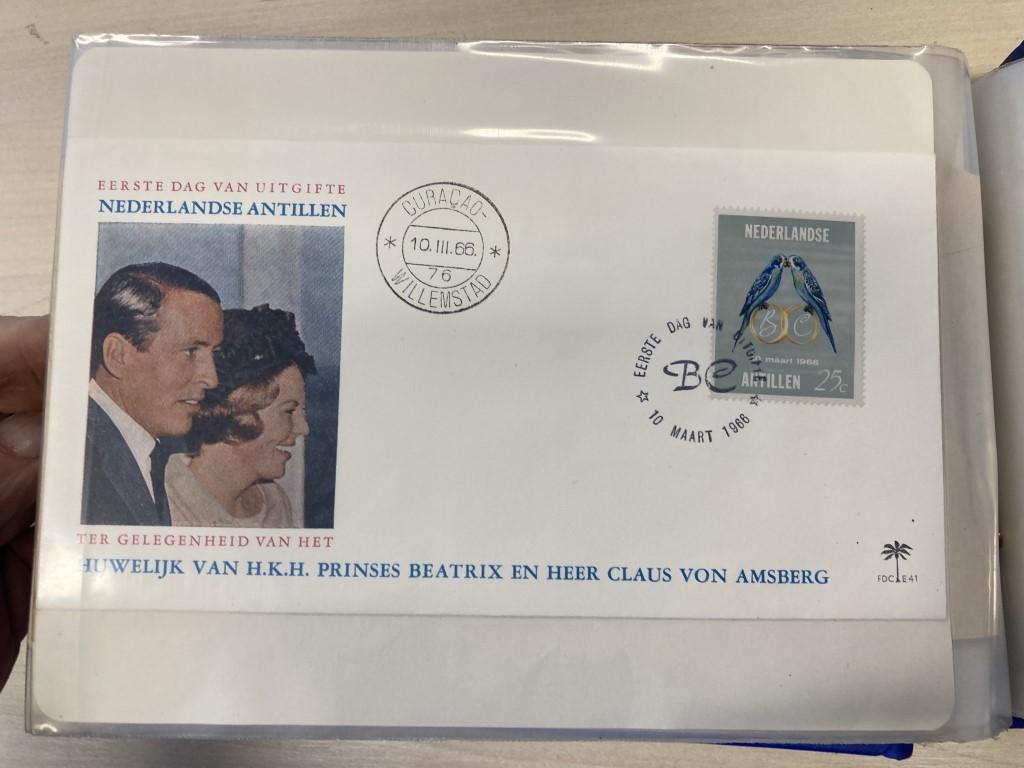 EERSTE DAG VAN UITGIFTE
NEDERLANDSE ANTILLEN
CURAÇAO-
10.III.66.
76
WILLEMSTAD
NEDERLANDSE
B C
maart 1966
ANTILLEN 25c
EERSTE DAG VAN UITGIFTE
BC
10 MAART 1966
TER GELEGENHEID VAN HET
HUWELIJK VAN H.K.H. PRINSES BEATRIX EN HEER CLAUS VON AMSBERG
FDC E41